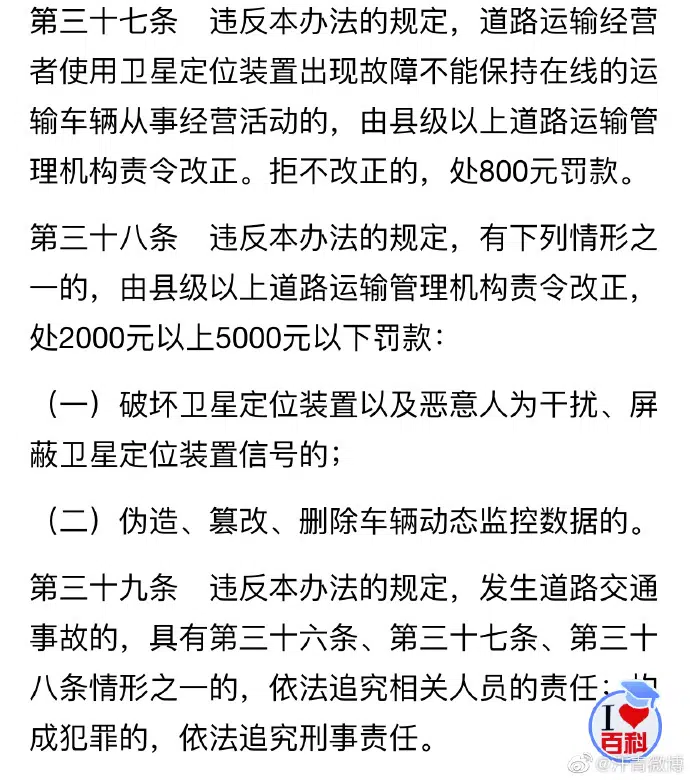 第三十七条　违反本办法的规定，道路运输经营
者使用卫星定位装置出现故障不能保持在线的运
输车辆从事经营活动的，由县级以上道路运输管
理机构责令改正。拒不改正的，处800元罚款。
第三十八条　违反本办法的规定，有下列情形之
一的，由县级以上道路运输管理机构责令改正，
处2000元以上5000元以下罚款：
（一）破坏卫星定位装置以及恶意人为干扰、屏
蔽卫星定位装置信号的；
（二）伪造、篡改、删除车辆动态监控数据的。
第三十九条　违反本办法的规定，发生道路交通
事故的，具有第三十六条、第三十七条、第三十
八条情形之一的，依法追究相关人员的责任；
成犯罪的，依法追究刑事责任。
I
百科
微博